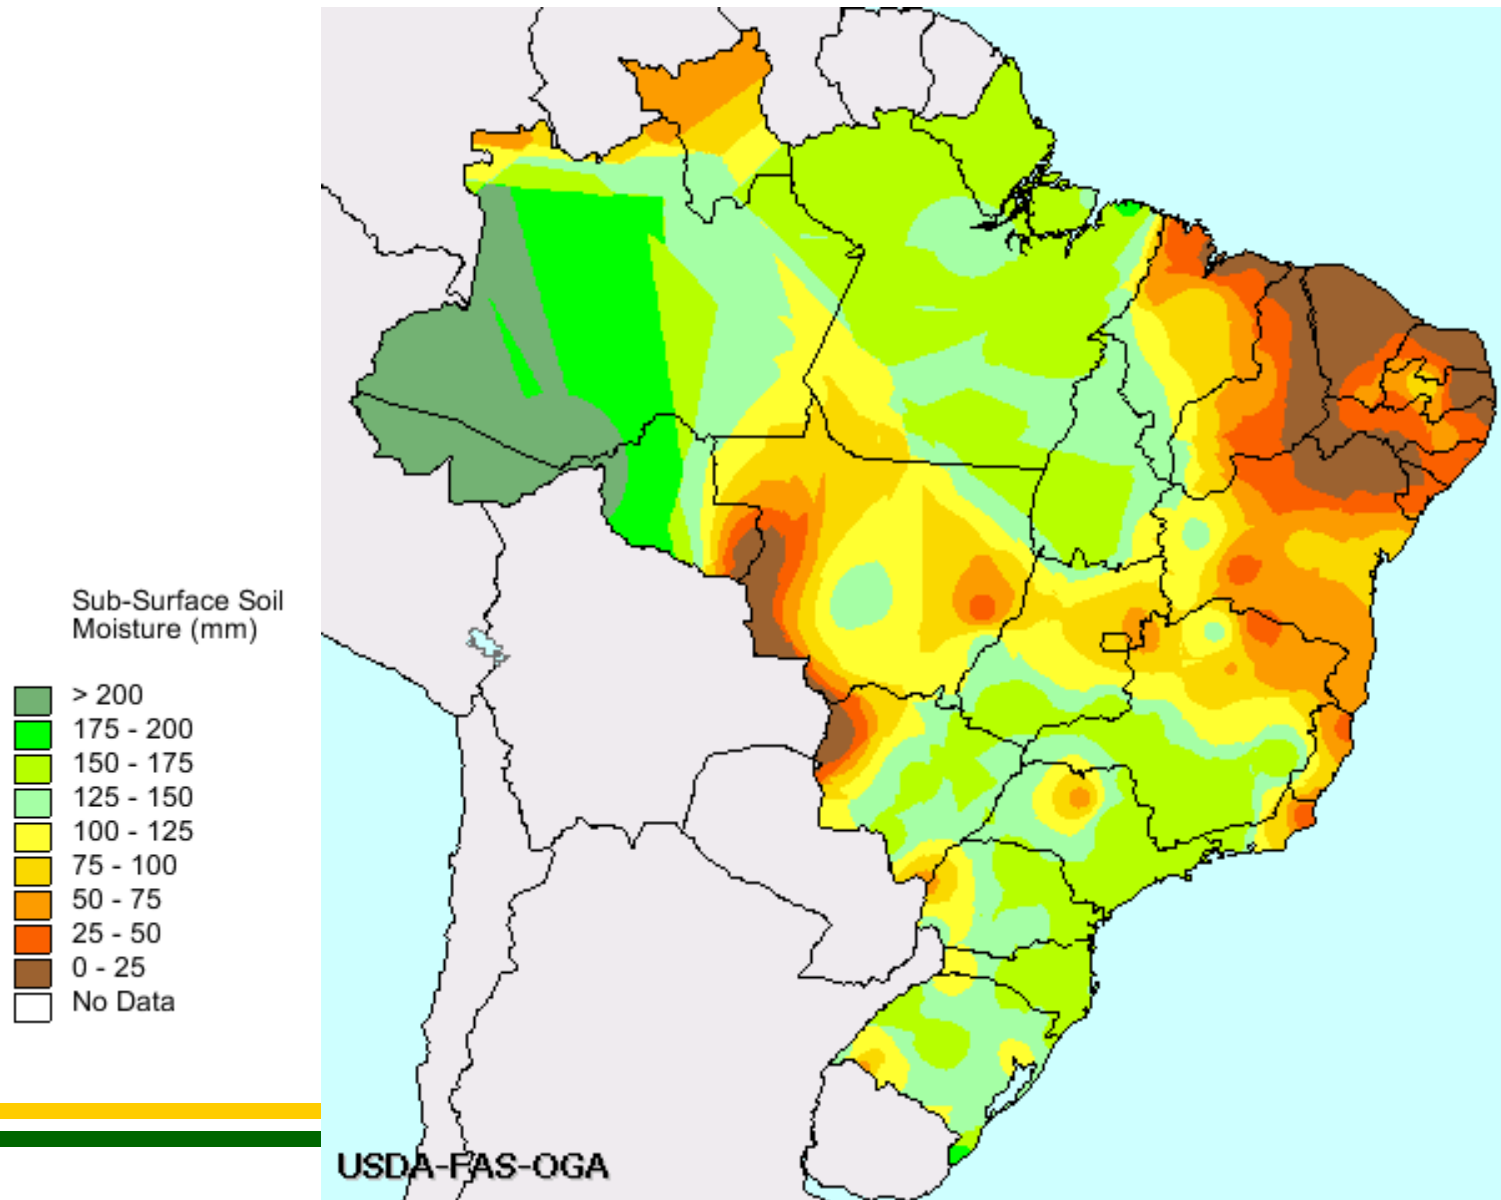 Sub-Surface Soil
Moisture (mm)
> 200
175 - 200
150 - 175
125 - 150
100 - 125
75 - 100
50 - 75
25 - 50
0 - 25
No Data
USDA-FAS-OGA